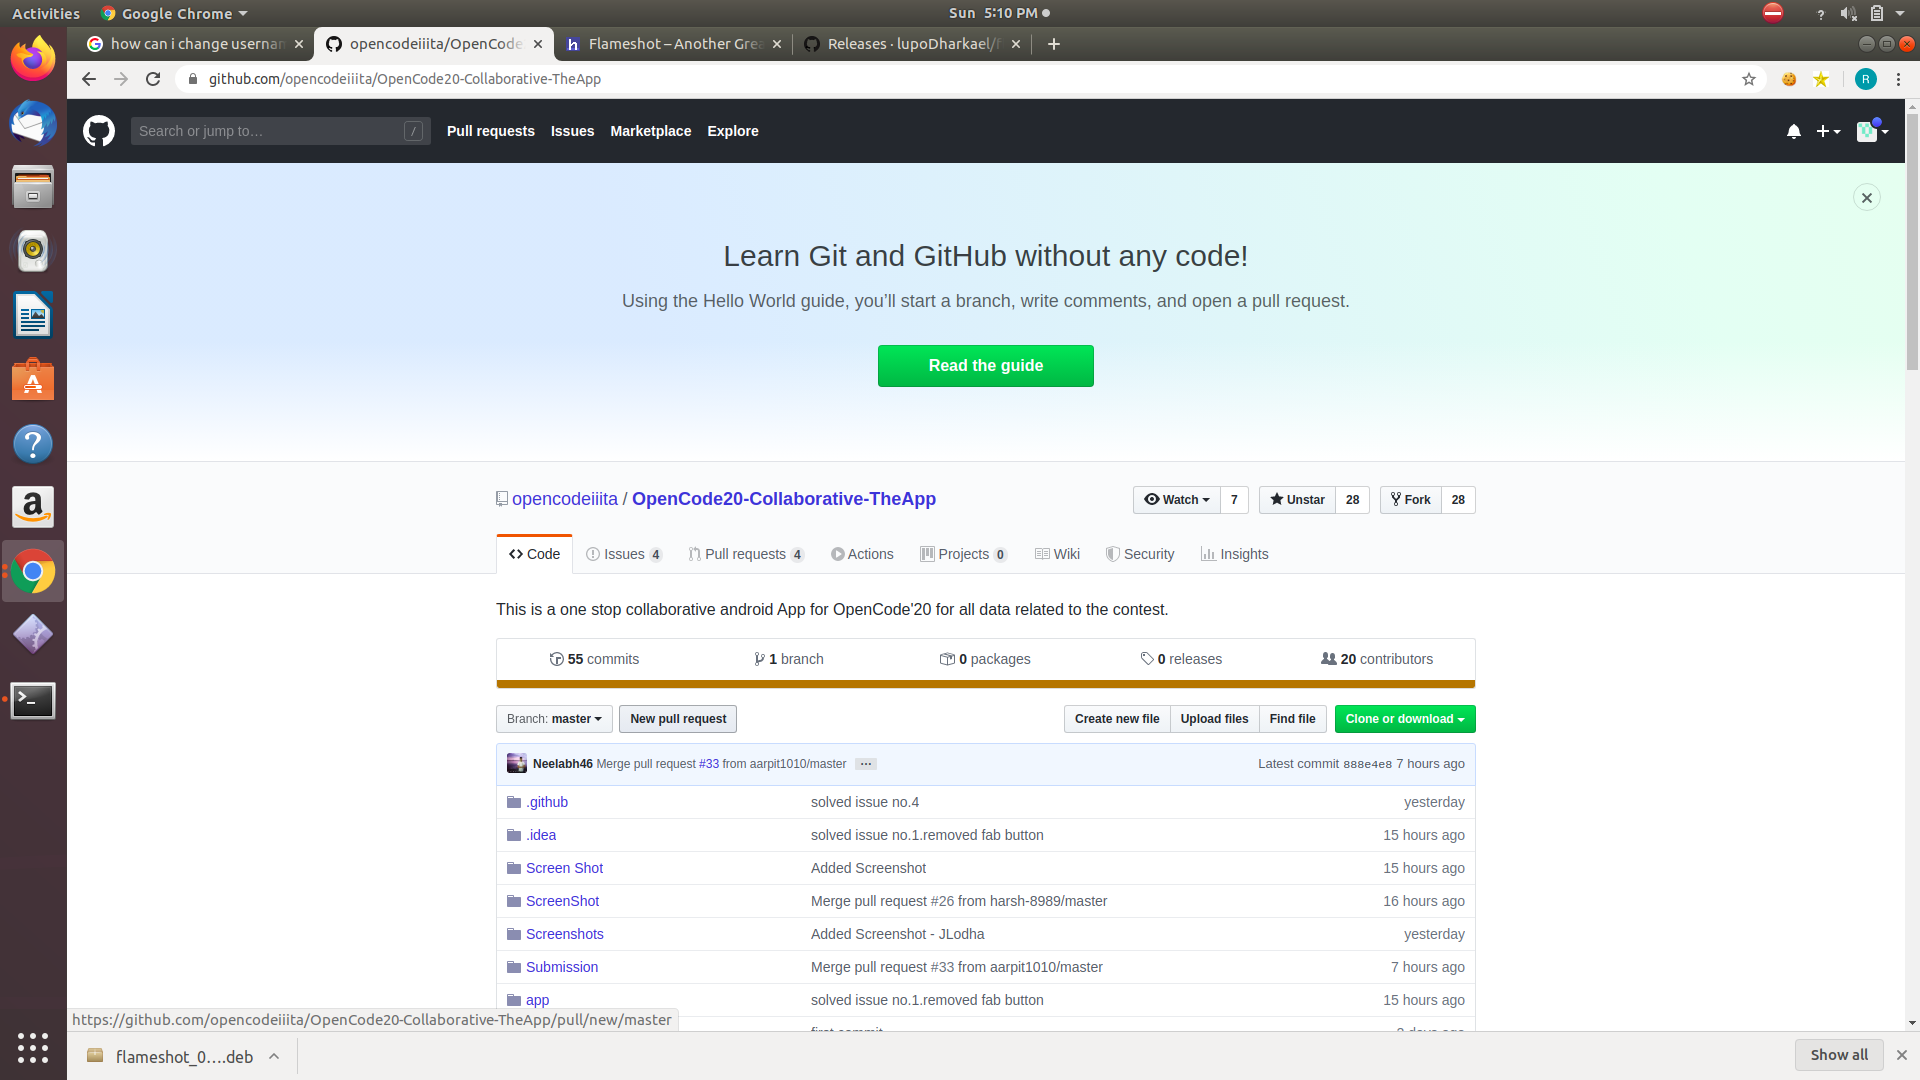 Activities
Google Chrome
Sun 5:10 PM
how can i change usernan
opencodeiiita/OpenCode
Flameshot – Another Grea
Releases · lupoDharkael/f
github.com/opencodeiiita/OpenCode20-Collaborative-TheApp
R
Search or jump to…
/
Pull requests
Issues
Marketplace
Explore
Learn Git and GitHub without any code!
Using the Hello World guide, you’ll start a branch, write comments, and open a pull request.
Read the guide
opencodeiiita / OpenCode20-Collaborative-TheApp
Watch 7
Unstar 28
Fork 28
Code
Issues 4
Pull requests 4
Actions
Projects 0
Wiki
Security
Insights
This is a one stop collaborative android App for OpenCode'20 for all data related to the contest.
55 commits
1 branch
0 packages
0 releases
20 contributors
Branch: master
New pull request
Create new file
Upload files
Find file
Clone or download
Neelabh46 Merge pull request #33 from aarpit1010/master …
Latest commit 888e4e8 7 hours ago
.github solved issue no.4 yesterday
.idea solved issue no.1.removed fab button 15 hours ago
Screen Shot Added Screenshot 15 hours ago
ScreenShot Merge pull request #26 from harsh-8989/master 16 hours ago
Screenshots Added Screenshot - JLodha yesterday
Submission Merge pull request #33 from aarpit1010/master 7 hours ago
app solved issue no.1.removed fab button 15 hours ago
https://github.com/opencodeiiita/OpenCode20-Collaborative-TheApp/pull/new/master
flameshot_0….deb
Show all